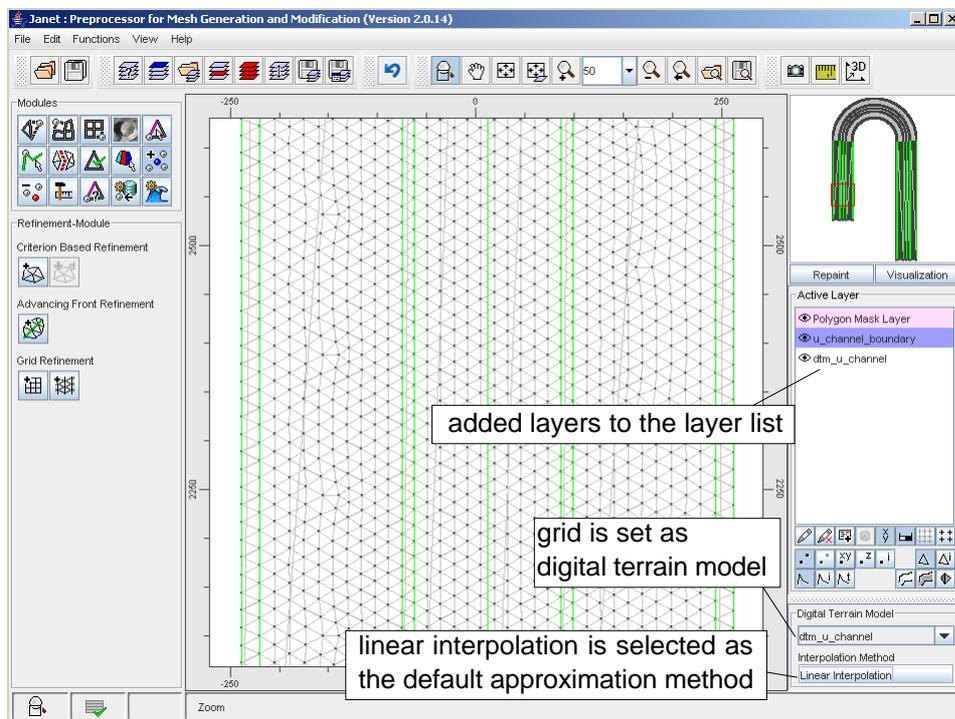 Janet : Preprocessor for Mesh Generation and Modification (Version 2.0.14)
File Edit Functions View Help
50
3D
Modules
Refinement-Module
Criterion Based Refinement
Advancing Front Refinement
Grid Refinement
-250 0 250
2500 2500
2250 2250
-250
Repaint Visualization
Active Layer
Polygon Mask Layer
u_channel_boundary
dtm_u_channel
added layers to the layer list
grid is set as
digital terrain model
linear interpolation is selected as
the default approximation method
xy z i
Digital Terrain Model
dtm_u_channel
Interpolation Method
Linear Interpolation
Zoom